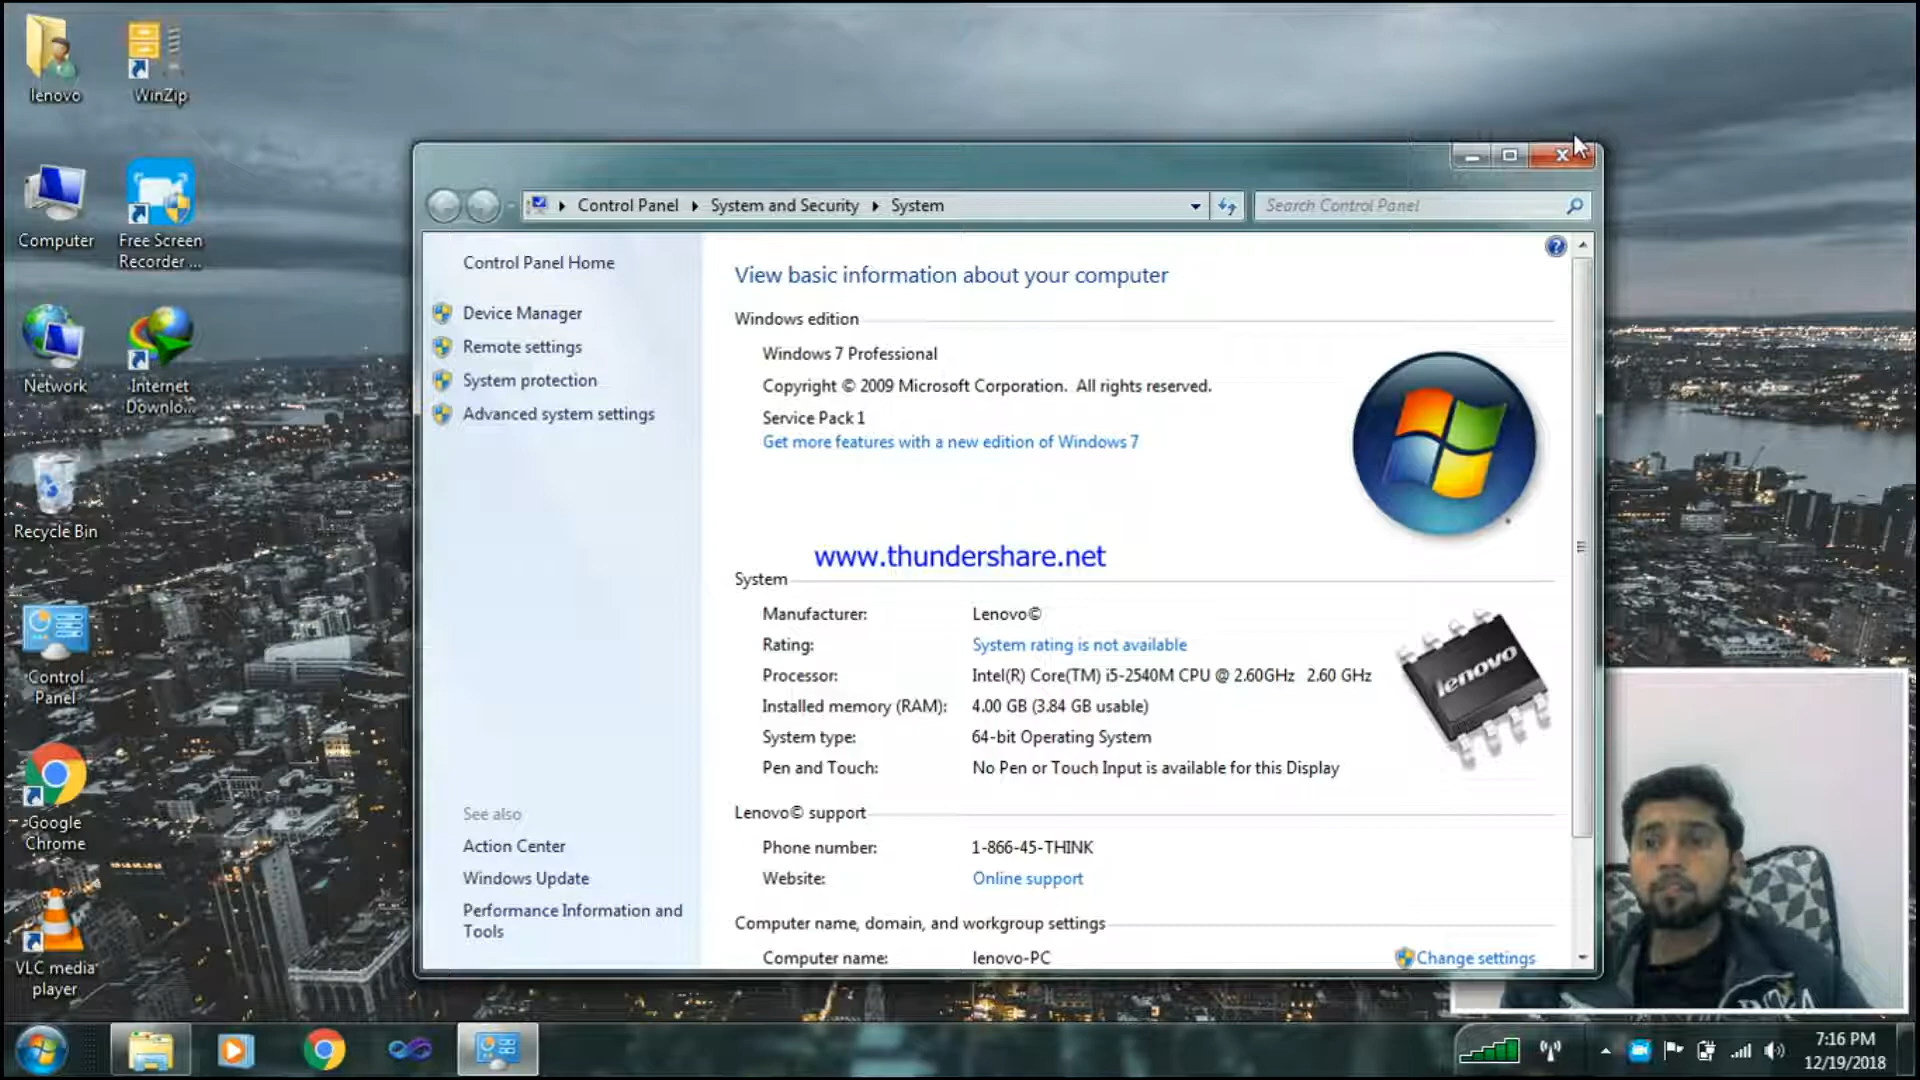 lenovo
WinZip
Computer
Free Screen
Recorder ...
Network
Internet
Downlo...
Recycle Bin
Control
Panel
Google
Chrome
VLC media
player
Control Panel
System and Security
System
Search Control Panel
Control Panel Home
Device Manager
Remote settings
System protection
Advanced system settings
See also
Action Center
Windows Update
Performance Information and
Tools
View basic information about your computer
Windows edition
Windows 7 Professional
Copyright © 2009 Microsoft Corporation. All rights reserved.
Service Pack 1
Get more features with a new edition of Windows 7
www.thundershare.net
System
Manufacturer: Lenovo©
Rating: System rating is not available
Processor: Intel(R) Core(TM) i5-2540M CPU @ 2.60GHz 2.60 GHz
Installed memory (RAM): 4.00 GB (3.84 GB usable)
System type: 64-bit Operating System
Pen and Touch: No Pen or Touch Input is available for this Display
lenovo
Lenovo© support
Phone number: 1-866-45-THINK
Website: Online support
Computer name, domain, and workgroup settings
Computer name: lenovo-PC
Change settings
7:16 PM
12/19/2018